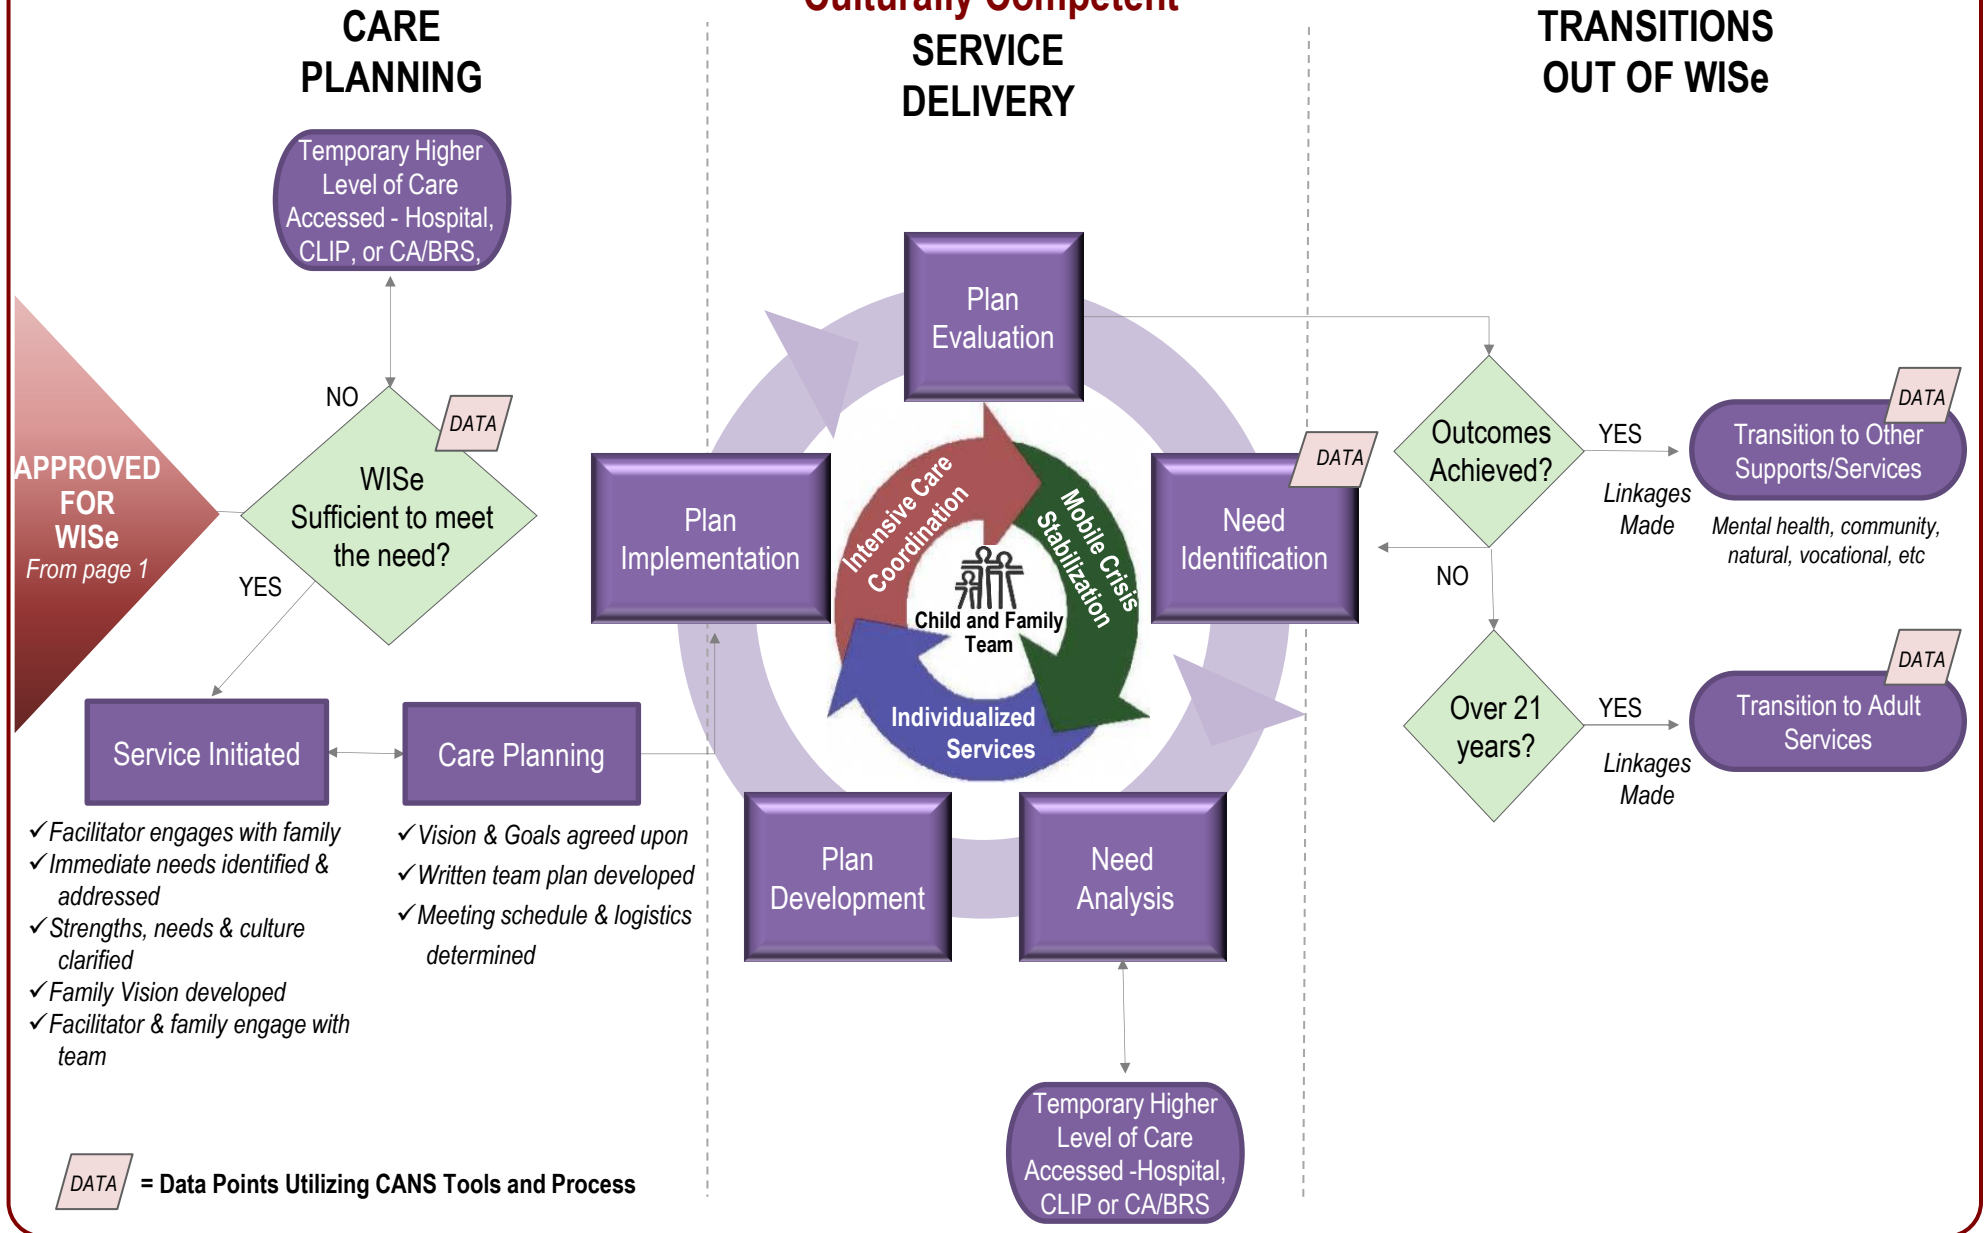 Culturally Competent
CARE
PLANNING
SERVICE
DELIVERY
TRANSITIONS
OUT OF WISe
Temporary Higher
Level of Care
Accessed - Hospital,
CLIP, or CA/BRS,
NO
DATA
WISe
Sufficient to meet
the need?
APPROVED
FOR
WISe
From page 1
YES
Service Initiated
Care Planning
✓Facilitator engages with family
✓Immediate needs identified &
addressed
✓Strengths, needs & culture
clarified
✓Family Vision developed
✓Facilitator & family engage with
team
✓Vision & Goals agreed upon
✓Written team plan developed
✓Meeting schedule & logistics
determined
DATA
= Data Points Utilizing CANS Tools and Process
Plan
Evaluation
Plan
Implementation
DATA
Need
Identification
Intensive Care
Coordination
Mobile Crisis
Stabilization
Child and Family
Team
Individualized
Services
Plan
Development
Need
Analysis
Temporary Higher
Level of Care
Accessed -Hospital,
CLIP or CA/BRS
Outcomes
Achieved?
YES
Linkages
Made
DATA
Transition to Other
Supports/Services
Mental health, community,
natural, vocational, etc
NO
Over 21
years?
YES
Linkages
Made
DATA
Transition to Adult
Services